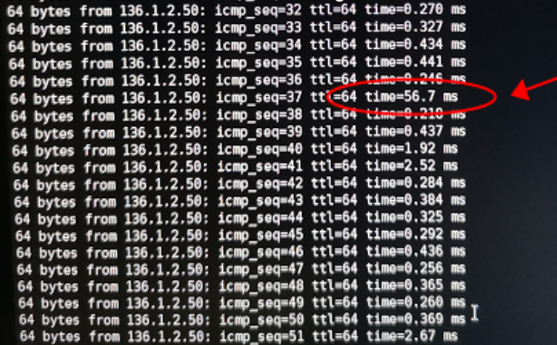 64 bytes from 136.1.2.50: icmp_seq=32 ttl=64 time=0.270 ms
64 bytes from 136.1.2.50: icmp_seq=33 ttl=64 time=0.327 ms
64 bytes from 136.1.2.50: icmp_seq=34 ttl=64 time=0.434 ms
64 bytes from 136.1.2.50: icmp_seq=35 ttl=64 time=0.441 ms
64 bytes from 136.1.2.50: icmp_seq=36 ttl=64 time=0.246 ms
64 bytes from 136.1.2.50: icmp_seq=37 ttl=64 time=56.7 ms
64 bytes from 136.1.2.50: icmp_seq=38 ttl=64 time=0.210 ms
64 bytes from 136.1.2.50: icmp_seq=39 ttl=64 time=0.437 ms
64 bytes from 136.1.2.50: icmp_seq=40 ttl=64 time=1.92 ms
64 bytes from 136.1.2.50: icmp_seq=41 ttl=64 time=2.52 ms
64 bytes from 136.1.2.50: icmp_seq=42 ttl=64 time=0.284 ms
64 bytes from 136.1.2.50: icmp_seq=43 ttl=64 time=0.384 ms
64 bytes from 136.1.2.50: icmp_seq=44 ttl=64 time=0.325 ms
64 bytes from 136.1.2.50: icmp_seq=45 ttl=64 time=0.292 ms
64 bytes from 136.1.2.50: icmp_seq=46 ttl=64 time=0.436 ms
64 bytes from 136.1.2.50: icmp_seq=47 ttl=64 time=0.256 ms
64 bytes from 136.1.2.50: icmp_seq=48 ttl=64 time=0.365 ms
64 bytes from 136.1.2.50: icmp_seq=49 ttl=64 time=0.260 ms
64 bytes from 136.1.2.50: icmp_seq=50 ttl=64 time=0.369 ms
64 bytes from 136.1.2.50: icmp_seq=51 ttl=64 time=2.67 ms